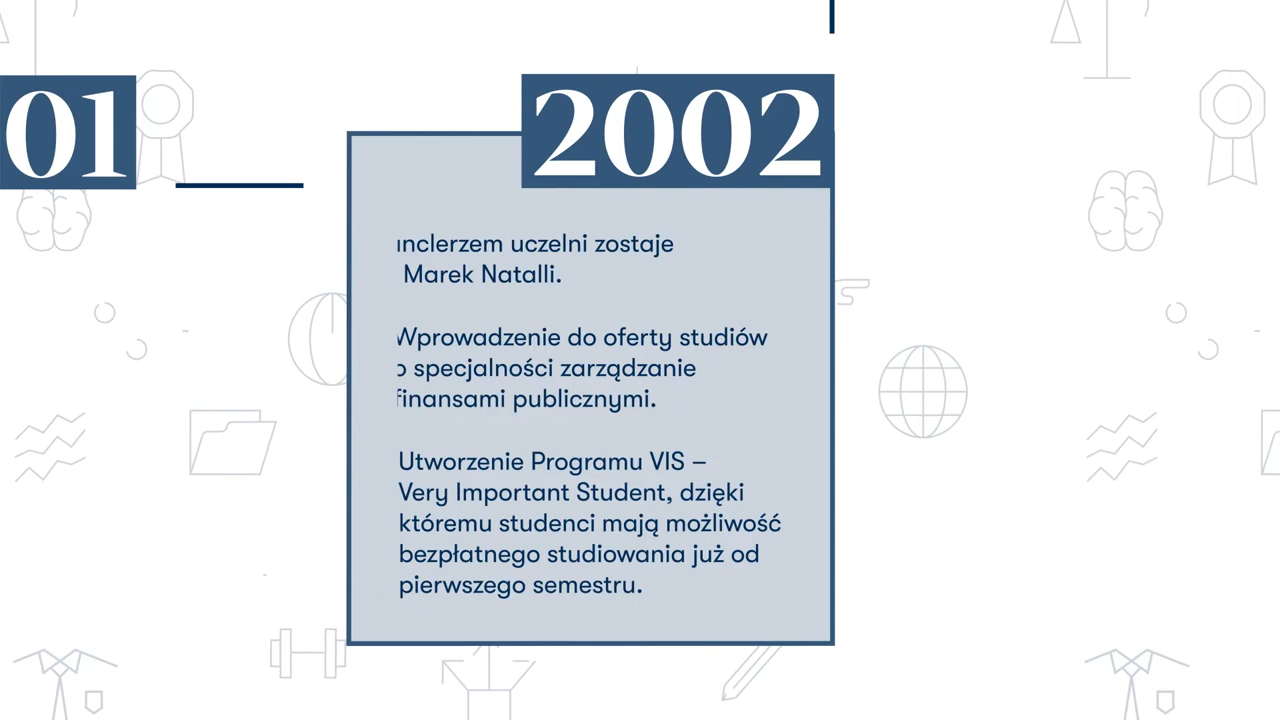 01
2002
anclerzem uczelni zostaje
Marek Natalli.
Wprowadzenie do oferty studiów
o specjalności zarządzanie
finansami publicznymi.
Utworzenie Programu VIS –
Very Important Student, dzięki
któremu studenci mają możliwość
bezpłatnego studiowania już od
pierwszego semestru.